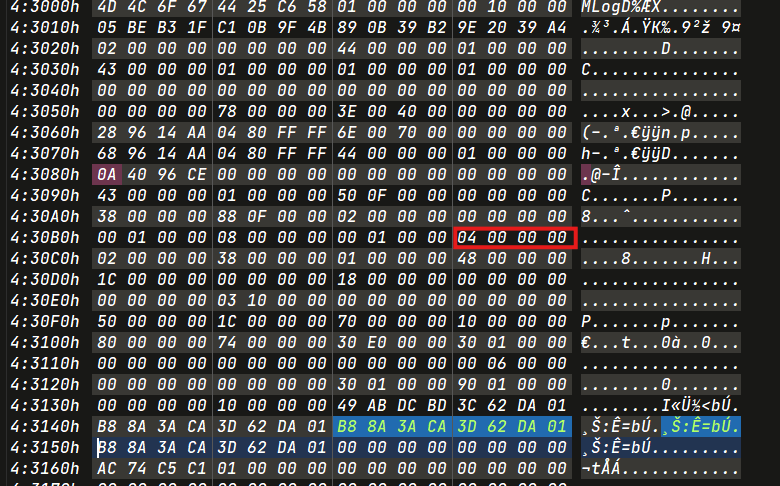 4:3000h 4D 4C 6F 67 44 25 C6 58 01 00 00 00 00 10 00 00 MLogD%ÆX........
4:3010h 05 BE B3 1F C1 0B 9F 4B 89 0B 39 B2 9E 20 39 A4 .¾³.Á.ŸK‰.9²ž 9¤
4:3020h 02 00 00 00 00 00 00 00 44 00 00 00 01 00 00 00 ........D.......
4:3030h 43 00 00 00 01 00 00 00 01 00 00 00 01 00 00 00 C...............
4:3040h 00 00 00 00 00 00 00 00 00 00 00 00 00 00 00 00 ................
4:3050h 00 00 00 00 78 00 00 00 3E 00 40 00 00 00 00 00 ....x...>.@.....
4:3060h 28 96 14 AA 04 80 FF FF 6E 00 70 00 00 00 00 00 (–.ª.€ÿÿn.p.....
4:3070h 68 96 14 AA 04 80 FF FF 44 00 00 00 01 00 00 00 h–.ª.€ÿÿD.......
4:3080h 0A 40 96 CE 00 00 00 00 00 00 00 00 00 00 00 00 .@–Î............
4:3090h 43 00 00 00 01 00 00 00 50 0F 00 00 00 00 00 00 C.......P.......
4:30A0h 38 00 00 00 88 0F 00 00 02 00 00 00 00 00 00 00 8...ˆ...........
4:30B0h 00 01 00 00 08 00 00 00 00 01 00 00 04 00 00 00 ................
4:30C0h 02 00 00 00 38 00 00 00 01 00 00 00 48 00 00 00 ....8.......H...
4:30D0h 1C 00 00 00 00 00 00 00 18 00 00 00 00 00 00 00 ................
4:30E0h 00 00 00 00 03 10 00 00 00 00 00 00 00 00 00 00 ................
4:30F0h 50 00 00 00 1C 00 00 00 70 00 00 00 10 00 00 00 P.......p.......
4:3100h 80 00 00 00 74 00 00 00 30 E0 00 00 30 01 00 00 €...t...0à..0...
4:3110h 00 00 00 00 00 00 00 00 00 00 00 00 00 06 00 00 ................
4:3120h 00 00 00 00 00 00 00 00 30 01 00 00 90 01 00 00 ........0.......
4:3130h 00 00 00 00 10 00 00 00 49 AB DC BD 3C 62 DA 01 ........I«Ü½<bÚ.
4:3140h B8 8A 3A CA 3D 62 DA 01 B8 8A 3A CA 3D 62 DA 01 ¸Š:Ê=bÚ.¸Š:Ê=bÚ.
4:3150h B8 8A 3A CA 3D 62 DA 01 00 00 00 00 00 00 00 00 ¸Š:Ê=bÚ.........
4:3160h AC 74 C5 C1 01 00 00 00 00 00 00 00 00 00 00 00 ¬tÅÁ............